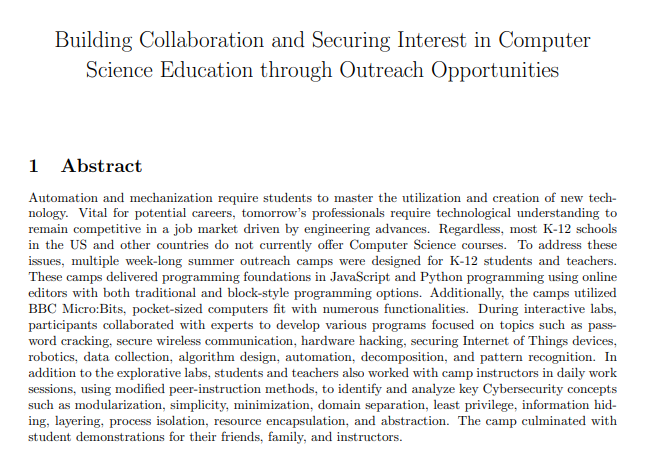 Building Collaboration and Securing Interest in Computer
Science Education through Outreach Opportunities
1 Abstract
Automation and mechanization require students to master the utilization and creation of new tech-
nology. Vital for potential careers, tomorrow's professionals require technological understanding to
remain competitive in a job market driven by engineering advances. Regardless, most K-12 schools
in the US and other countries do not currently offer Computer Science courses. To address these
issues, multiple week-long summer outreach camps were designed for K-12 students and teachers.
These camps delivered programming foundations in JavaScript and Python programming using online
editors with both traditional and block-style programming options. Additionally, the camps utilized
BBC Micro:Bits, pocket-sized computers fit with numerous functionalities. During interactive labs,
participants collaborated with experts to develop various programs focused on topics such as pass-
word cracking, secure wireless communication, hardware hacking, securing Internet of Things devices,
robotics, data collection, algorithm design, automation, decomposition, and pattern recognition. In
addition to the explorative labs, students and teachers also worked with camp instructors in daily work
sessions, using modified peer-instruction methods, to identify and analyze key Cybersecurity concepts
such as modularization, simplicity, minimization, domain separation, least privilege, information hid-
ing, layering, process isolation, resource encapsulation, and abstraction. The camp culminated with
student demonstrations for their friends, family, and instructors.